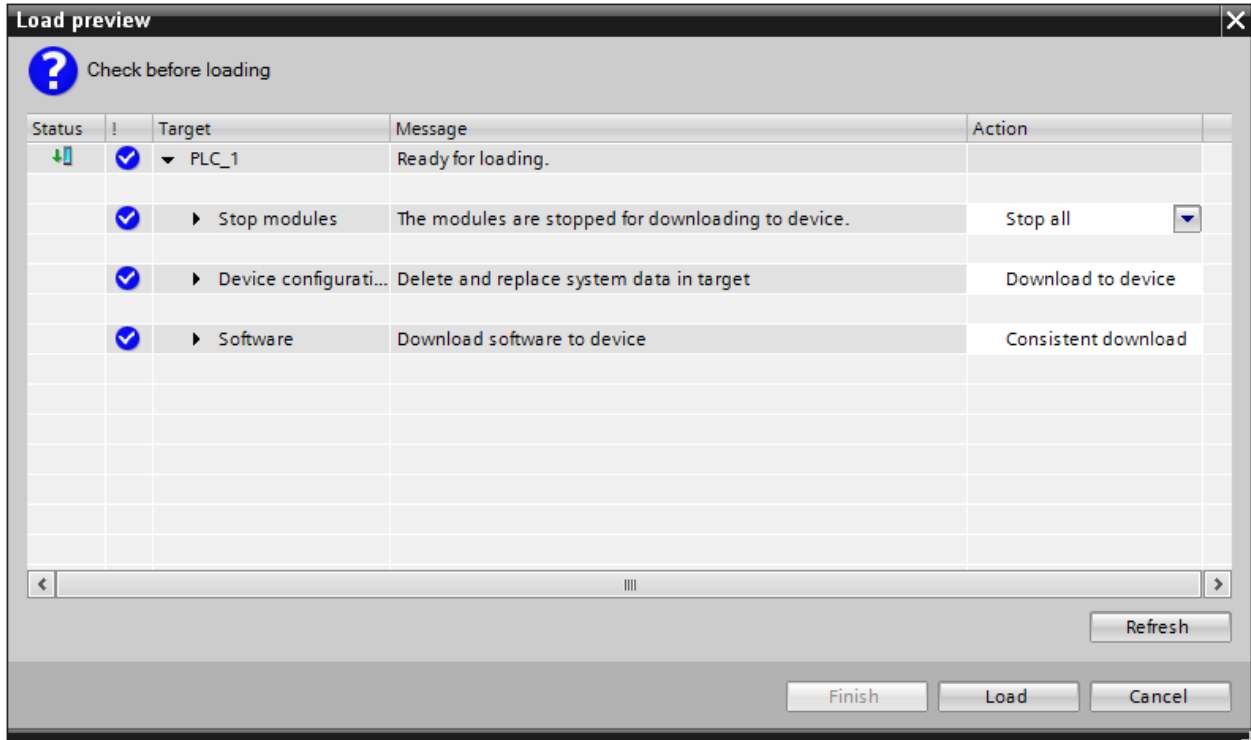 Load preview
?
Check before loading
Status ! Target Message Action
PLC_1 Ready for loading.
Stop modules The modules are stopped for downloading to device. Stop all
Device configurati... Delete and replace system data in target Download to device
Software Download software to device Consistent download
Refresh
Finish Load Cancel